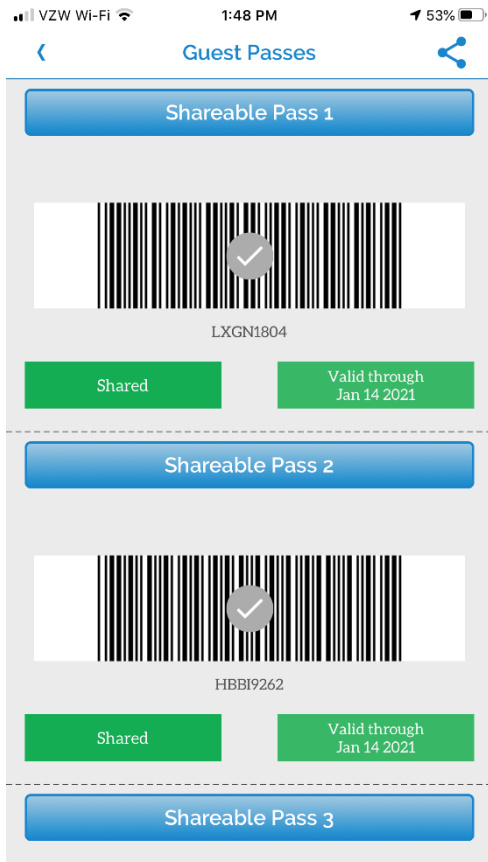 VZW Wi-Fi 1:48 PM 53%
Guest Passes
Shareable Pass 1
LXGN1804
Shared
Valid through
Jan 14 2021
Shareable Pass 2
HBBI9262
Shared
Valid through
Jan 14 2021
Shareable Pass 3